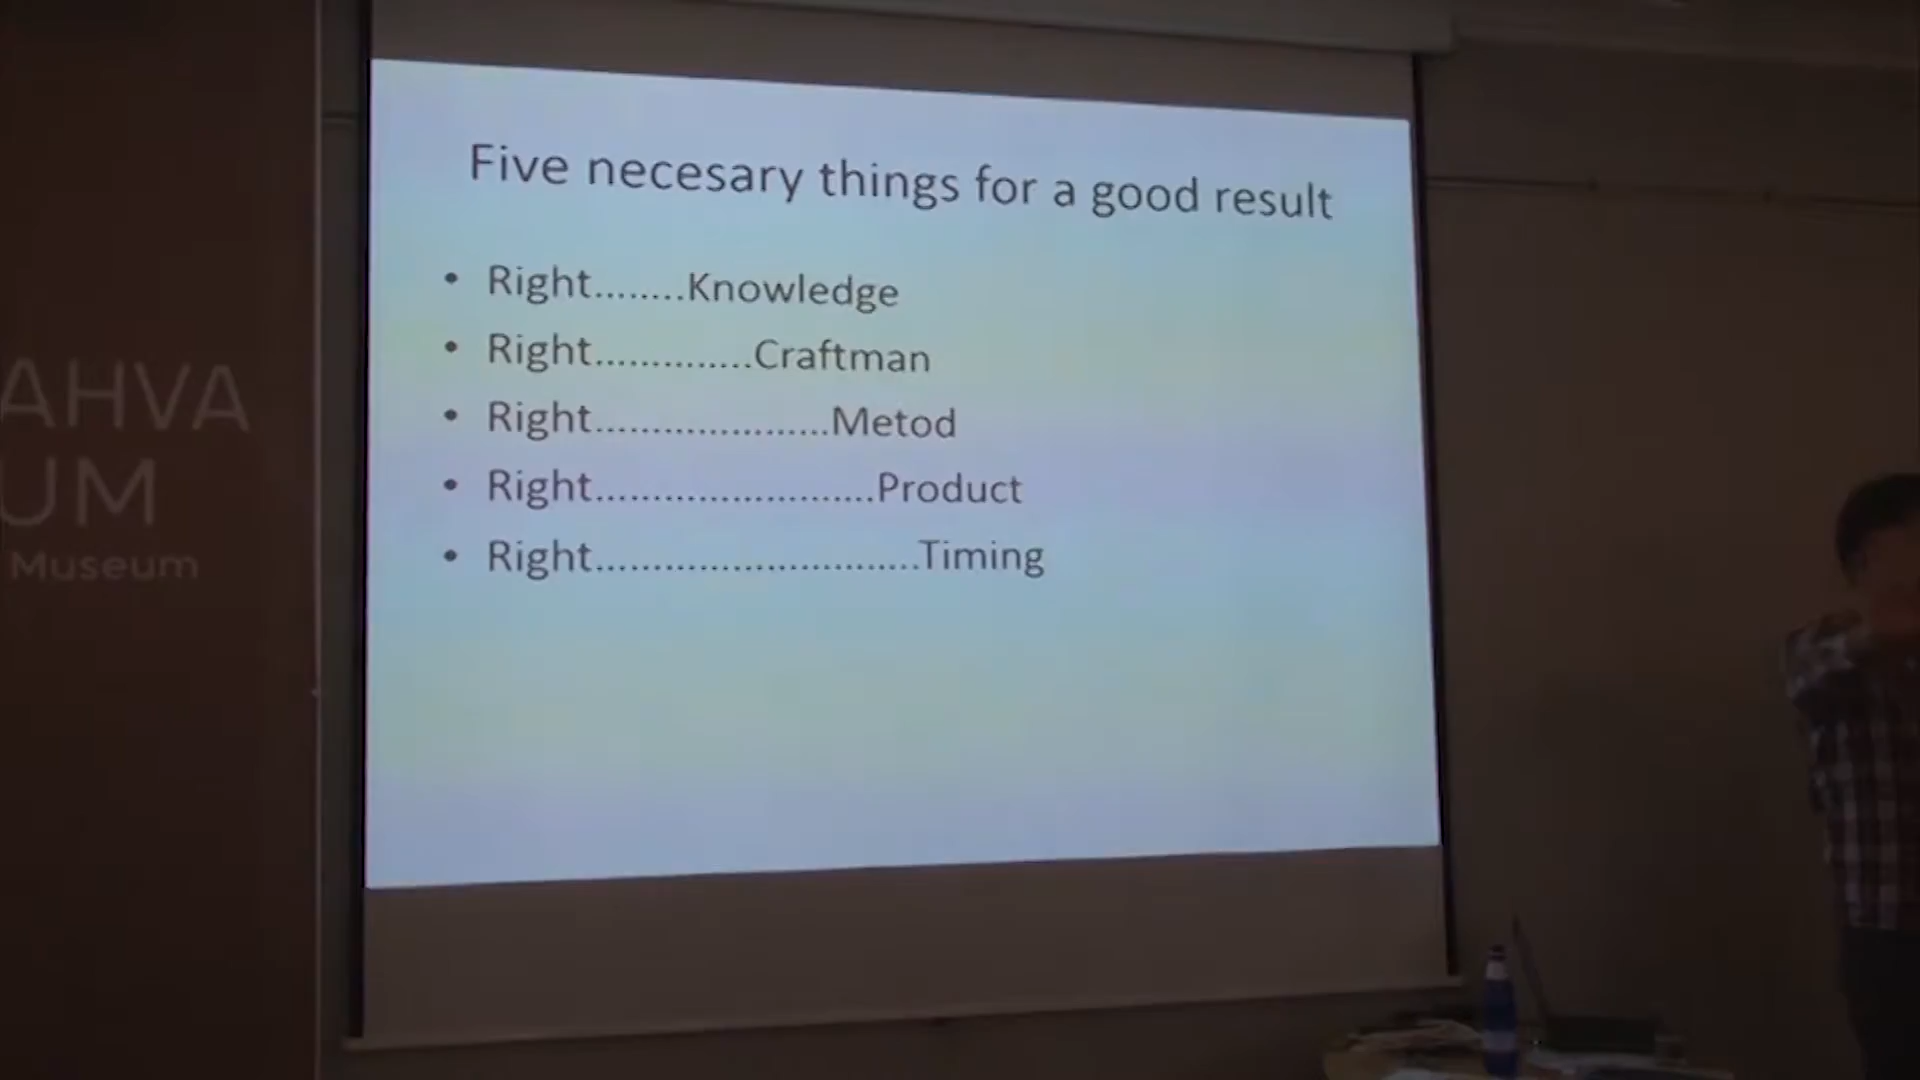 Five necesary things for a good result
• Right........Knowledge
• Right..............Craftman
• Right.....................Metod
• Right.........................Product
• Right.............................Timing
AHVA
UM
Museum